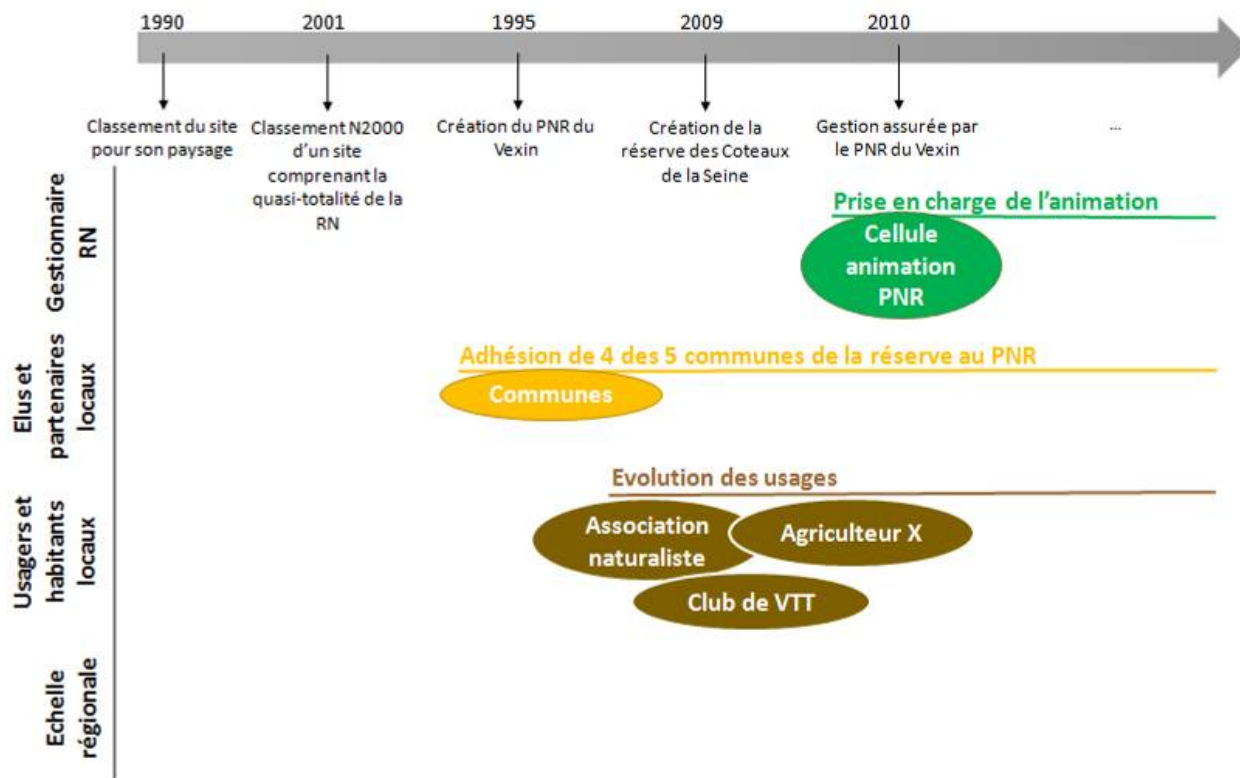 1990
2001
1995
2009
2010
Classement du site
pour son paysage
Classement N2000
d'un site
comprenant la
quasi-totalité de la
RN
Création du PNR du
Vexin
Création de la
réserve des Coteaux
de la Seine
Gestion assurée par
le PNR du Vexin
...
Gestionnaire
RN
Prise en charge de l'animation
Cellule
animation
PNR
Elus et
partenaires
locaux
Adhésion de 4 des 5 communes de la réserve au PNR
Communes
Usagers et
habitants
locaux
Evolution des usages
Association
naturaliste
Agriculteur X
Club de VTT
Echelle
régionale